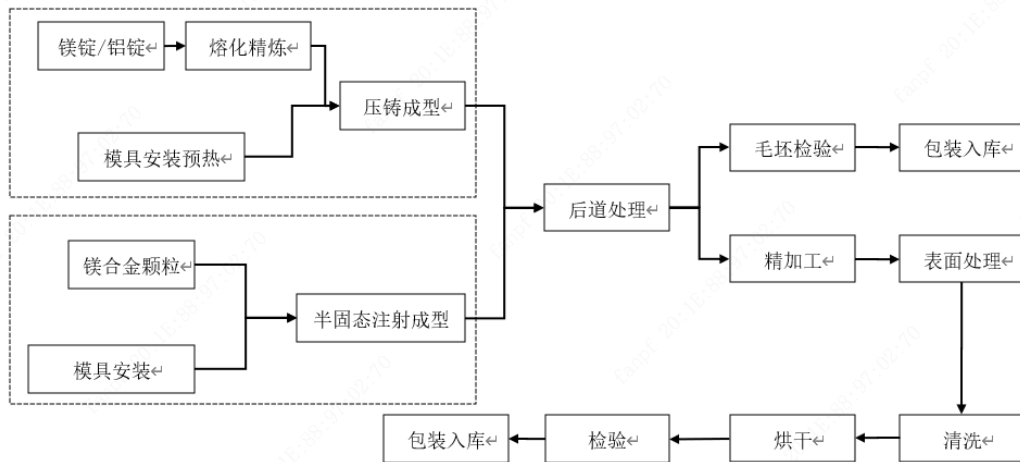 镁锭/铝锭
熔化精炼
压铸成型
模具安装预热
毛坯检验
包装入库
后道处理
镁合金颗粒
精加工
表面处理
半固态注射成型
模具安装
包装入库
检验
烘干
清洗